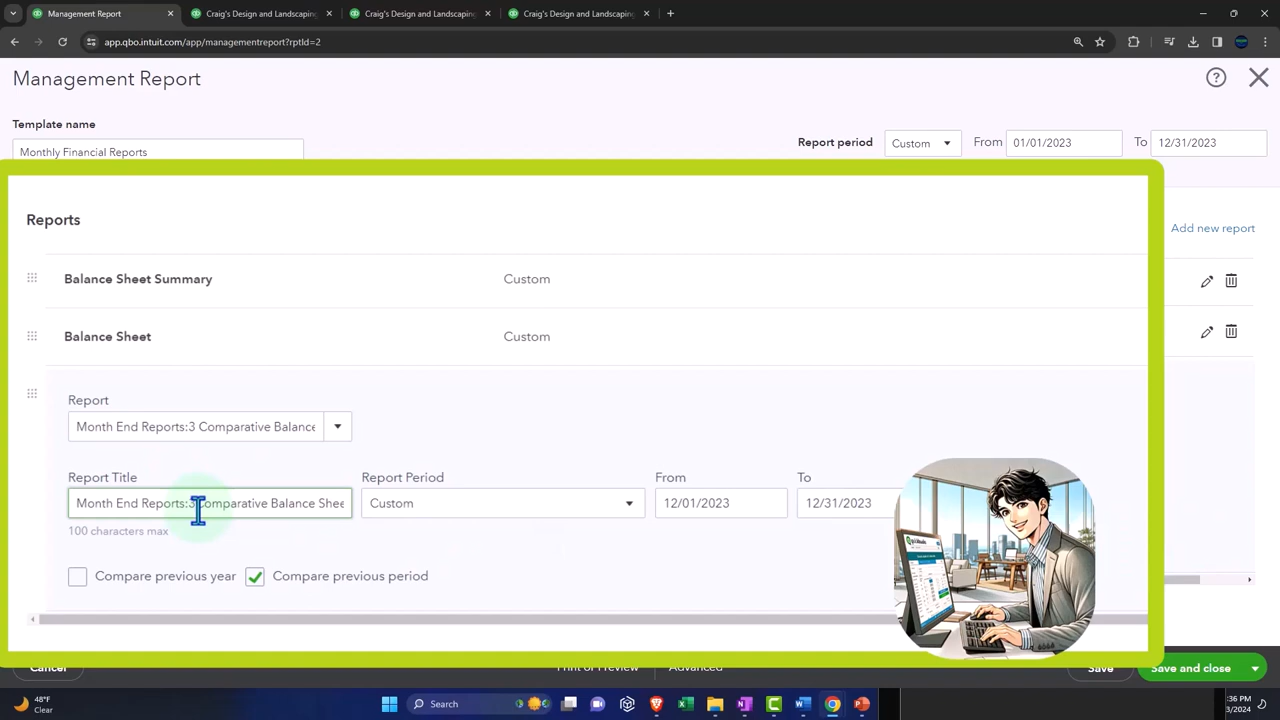 Management Report
Craig's Design and Landscaping
Craig's Design and Landscaping
Craig's Design and Landscaping
app.qbo.intuit.com/app/managementreport?rptId=2
Management Report
Template name
Monthly Financial Reports
Report period
Custom
From
01/01/2023
To
12/31/2023
Reports
Add new report
Balance Sheet Summary
Custom
Balance Sheet
Custom
Report
Month End Reports:3 Comparative Balance
Report Title
Report Period
From
To
Month End Reports:3 Comparative Balance Shee
Custom
12/01/2023
12/31/2023
100 characters max
Compare previous year
Compare previous period
Cancel
Print or Preview
Advanced
Save
Save and close
48°F
Clear
Search
:36 PM
3/2024